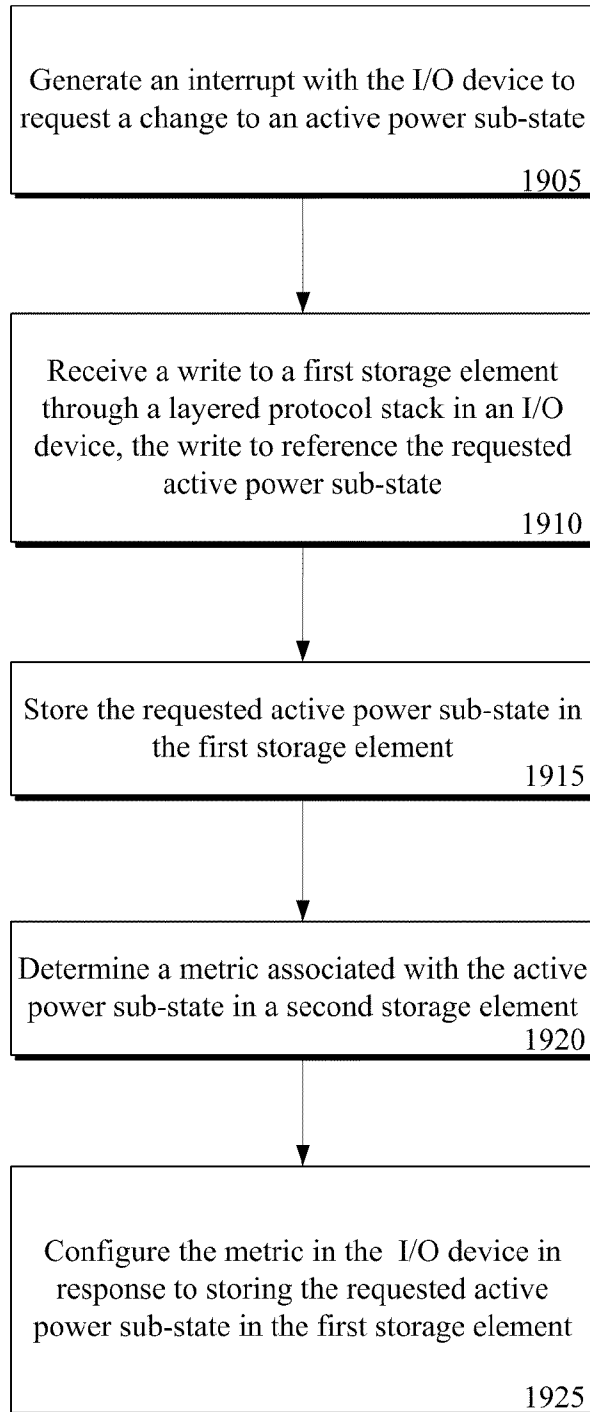 Generate an interrupt with the I/O device to
request a change to an active power sub-state
1905
Receive a write to a first storage element
through a layered protocol stack in an I/O
device, the write to reference the requested
active power sub-state
1910
Store the requested active power sub-state in
the first storage element
1915
Determine a metric associated with the active
power sub-state in a second storage element
1920
Configure the metric in the I/O device in
response to storing the requested active
power sub-state in the first storage element
1925